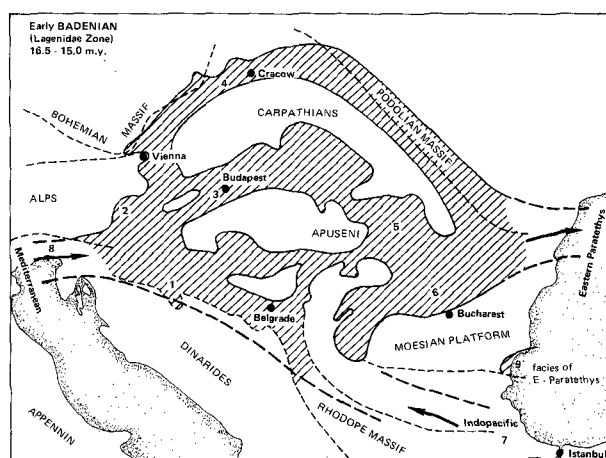 Early BADENIAN
(Lagenidae Zone)
16.5 - 15.0 m.y.
4
Cracow
BOHEMIAN
MASSIF
CARPATHIANS
PODOLIAN MASSIF
Vienna
Budapest
3
ALPS
2
APUSENI
5
8
Mediterranean
Eastern Paratethys
1
6
Belgrade
Bucharest
MOESIAN PLATFORM
DINARIDES
9
facies of
E - Paratethys
APPENNIN
RHODOPE MASSIF
Indopacific
7
Istanbul